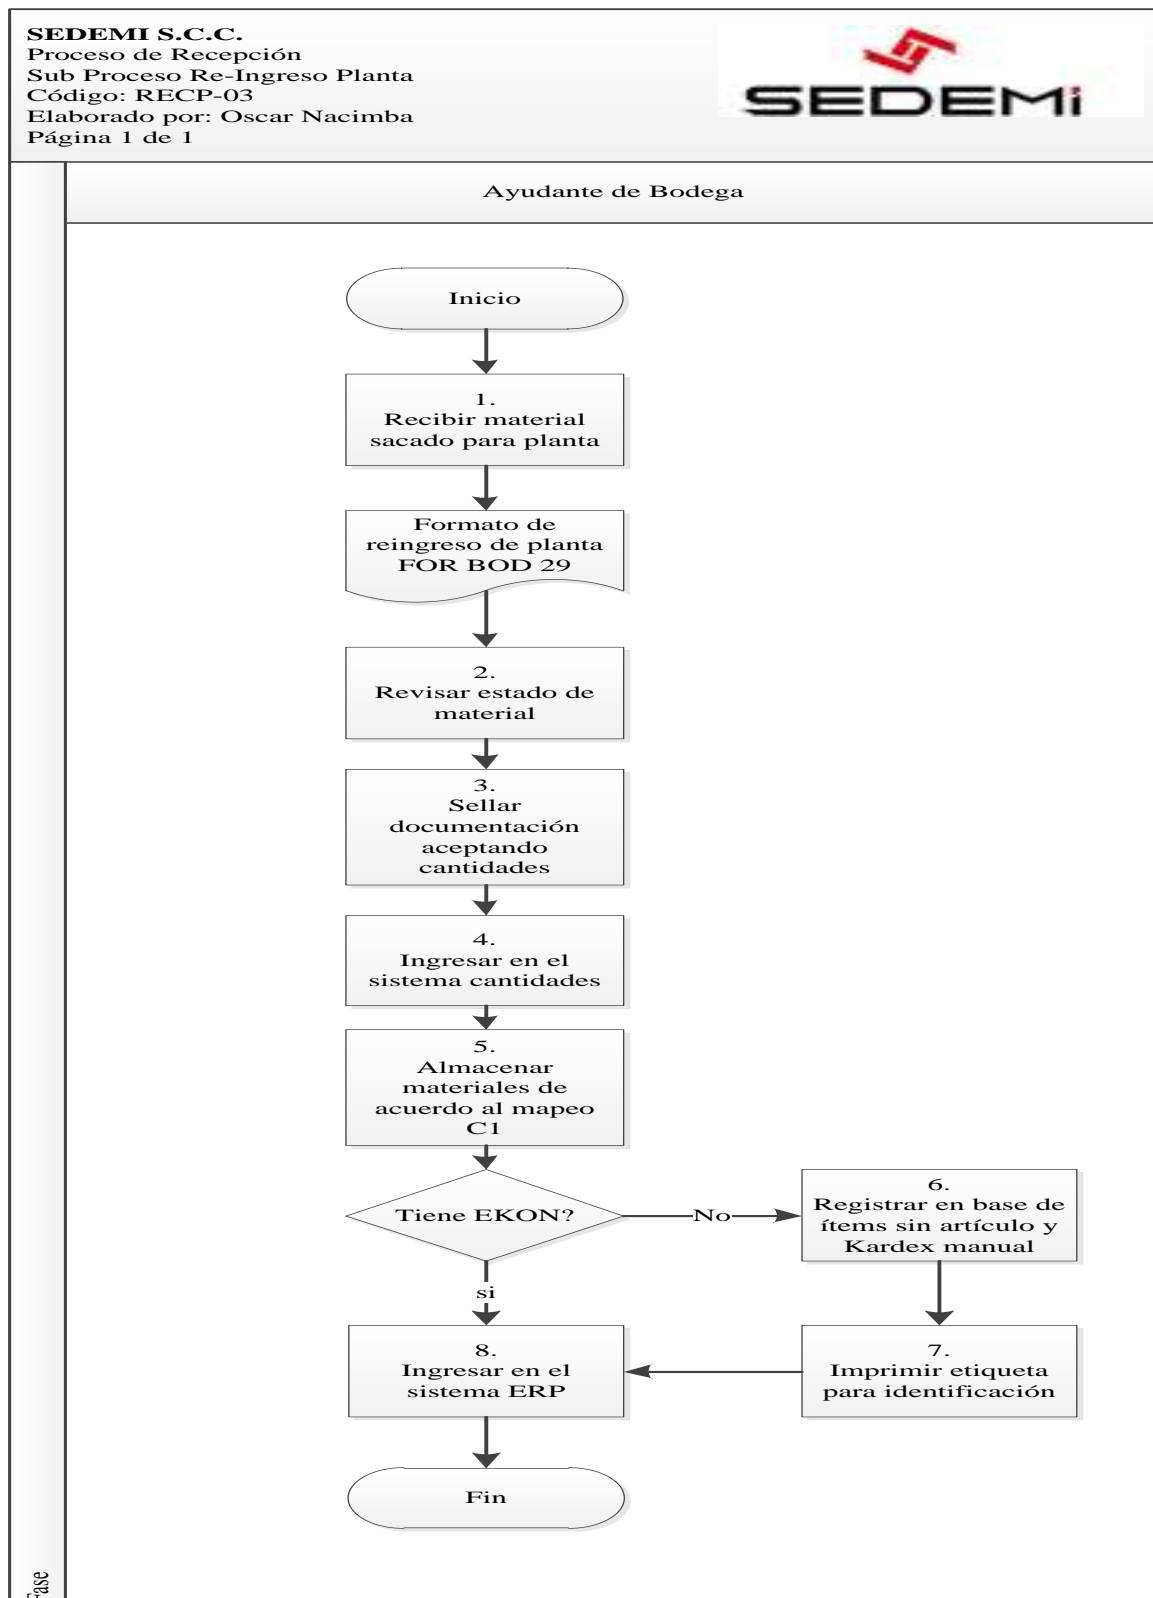 SEDEMI S.C.C.
Proceso de Recepción
Sub Proceso Re-Ingreso Planta
Código: RECP-03
Elaborado por: Oscar Nacimba
Página 1 de 1
SEDEMi
Ayudante de Bodega
Inicio
1.
Recibir material
sacado para planta
Formato de
reingreso de planta
FOR BOD 29
2.
Revisar estado de
material
3.
Sellar
documentación
aceptando
cantidades
4.
Ingresar en el
sistema cantidades
5.
Almacenar
materiales de
acuerdo al mapeo
C1
Tiene EKON?
No
6.
Registrar en base de
ítems sin artículo y
Kardex manual
si
8.
Ingresar en el
sistema ERP
7.
Imprimir etiqueta
para identificación
Fin
Fase